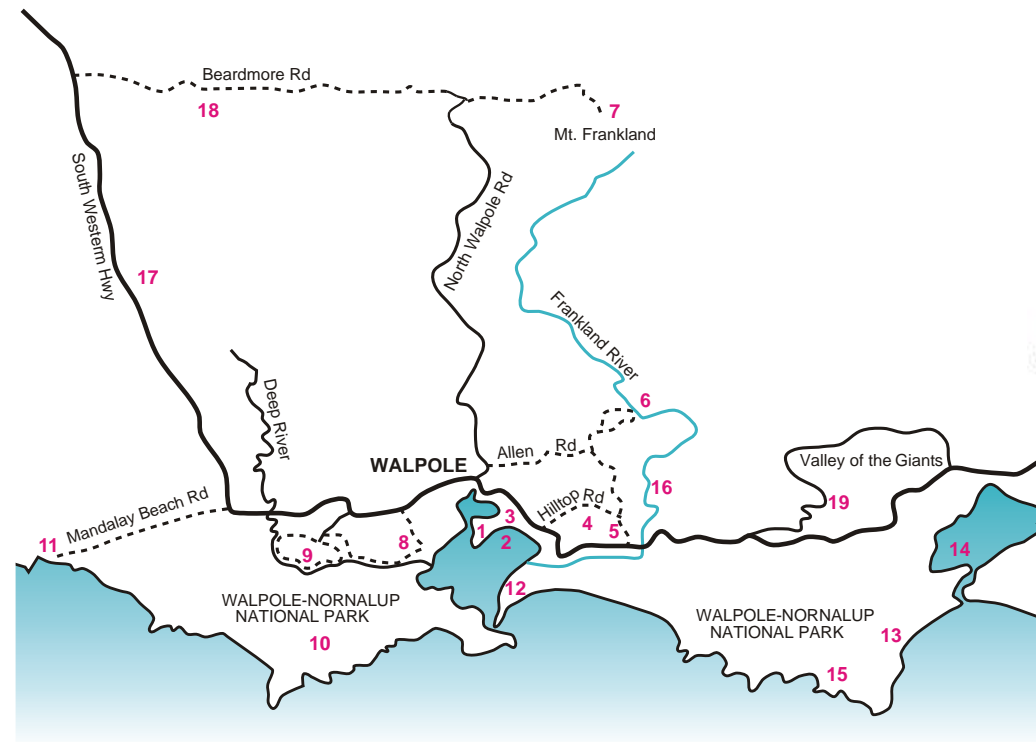 Beardmore Rd
18
7
Mt. Frankland
South Westerm Hwy
North Walpole Rd
17
Frankland River
Deep River
6
WALPOLE
Allen Rd
Valley of the Giants
Mandalay Beach Rd
Hilltop Rd
16
19
3
4
1
5
8
2
11
9
14
12
WALPOLE-NORNALUP
NATIONAL PARK
10
WALPOLE-NORNALUP
NATIONAL PARK
13
15